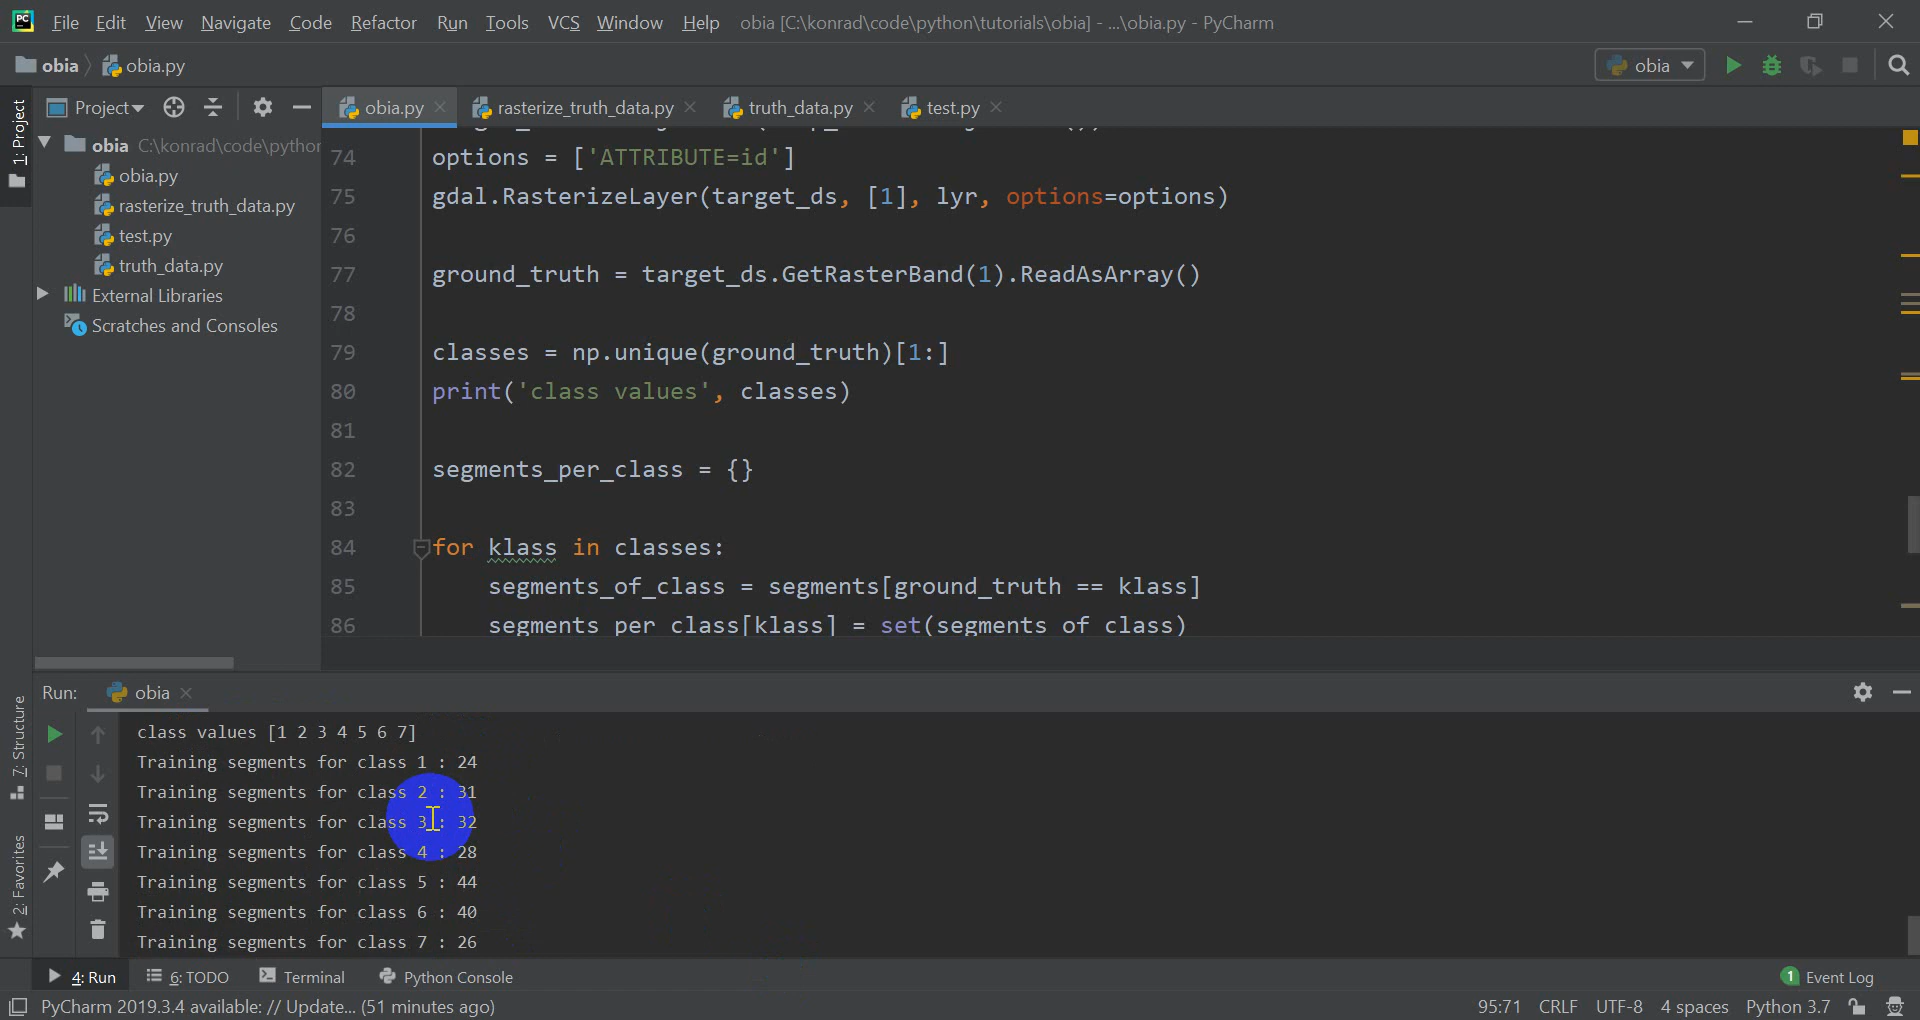 PC File Edit View Navigate Code Refactor Run Tools VCS Window Help obia [C:\konrad\code\python\tutorials\obia] - ...\obia.py - PyCharm
obia obia.py
obia
1: Project
Project
obia.py rasterize_truth_data.py truth_data.py test.py
obia C:\konrad\code\python
obia.py
rasterize_truth_data.py
test.py
truth_data.py
External Libraries
Scratches and Consoles
74 options = ['ATTRIBUTE=id']
75 gdal.RasterizeLayer(target_ds, [1], lyr, options=options)
76
77 ground_truth = target_ds.GetRasterBand(1).ReadAsArray()
78
79 classes = np.unique(ground_truth)[1:]
80 print('class values', classes)
81
82 segments_per_class = {}
83
84 for klass in classes:
85 segments_of_class = segments[ground_truth == klass]
86 segments_per_class[klass] = set(segments_of_class)
7: Structure
2: Favorites
Run: obia
class values [1 2 3 4 5 6 7]
Training segments for class 1 : 24
Training segments for class 2 : 31
Training segments for class 3 : 32
Training segments for class 4 : 28
Training segments for class 5 : 44
Training segments for class 6 : 40
Training segments for class 7 : 26
4: Run 6: TODO Terminal Python Console 1 Event Log
PyCharm 2019.3.4 available: // Update... (51 minutes ago) 95:71 CRLF UTF-8 4 spaces Python 3.7